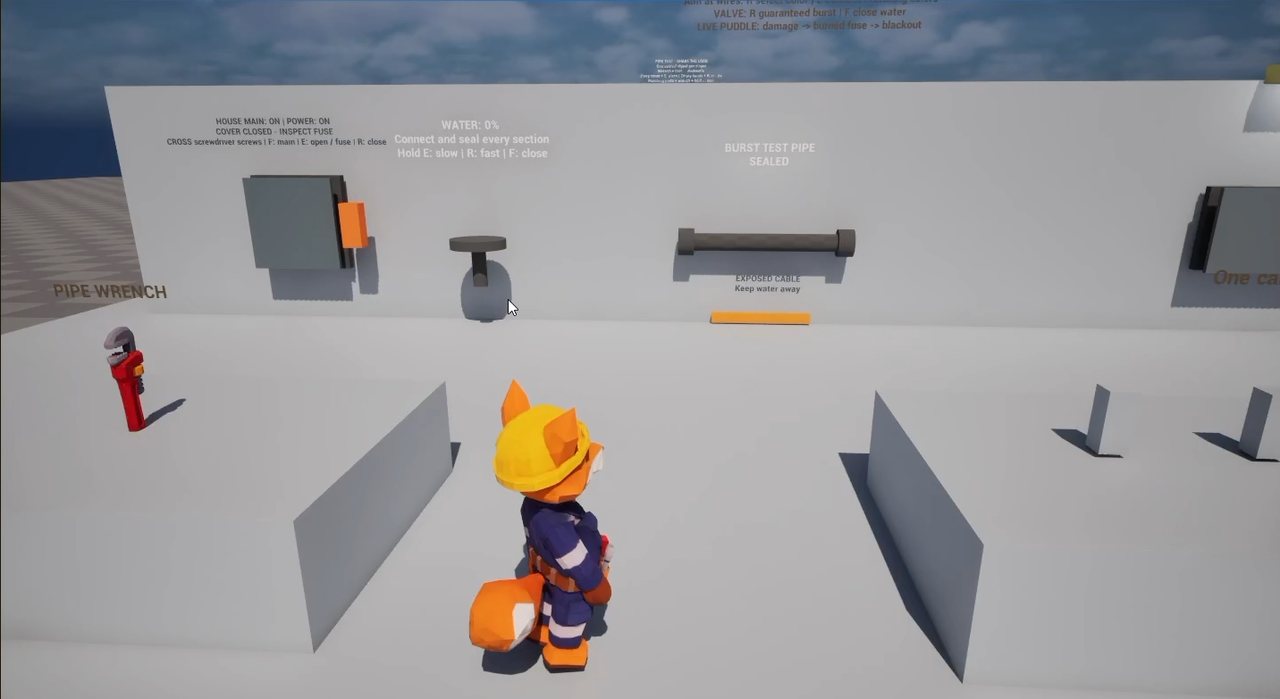 VALVE: R guaranteed burst | F close water
LIVE PUDDLE: damage -> burned fuse -> blackout
HOUSE MAIN: ON | POWER: ON
COVER CLOSED - INSPECT FUSE
CROSS screwdriver screws | F: main | E: open / fuse | R: close
WATER: 0%
Connect and seal every section
Hold E: slow | R: fast | F: close
BURST TEST PIPE
SEALED
EXPOSED CABLE
Keep water away
PIPE WRENCH
One ca